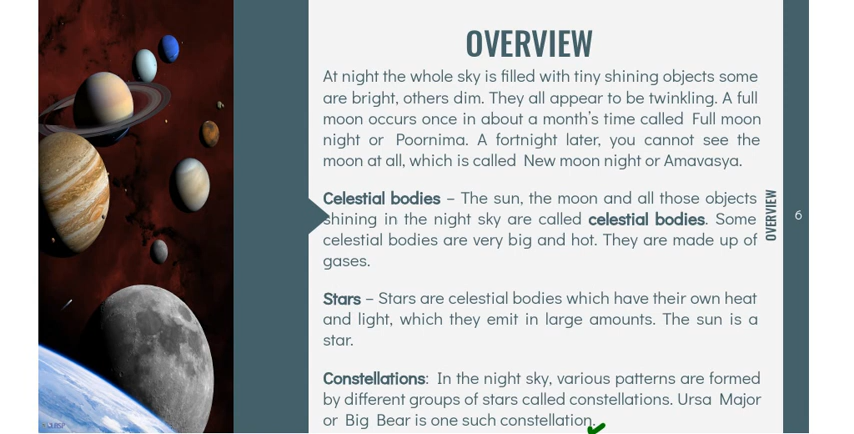 OVERVIEW
At night the whole sky is filled with tiny shining objects some
are bright, others dim. They all appear to be twinkling. A full
moon occurs once in about a month's time called Full moon
night or Poornima. A fortnight later, you cannot see the
moon at all, which is called New moon night or Amavasya.
Celestial bodies – The sun, the moon and all those objects
shining in the night sky are called celestial bodies. Some
celestial bodies are very big and hot. They are made up of
gases.
Stars – Stars are celestial bodies which have their own heat
and light, which they emit in large amounts. The sun is a
star.
Constellations: In the night sky, various patterns are formed
by different groups of stars called constellations. Ursa Major
or Big Bear is one such constellation.
OVERVIEW
6